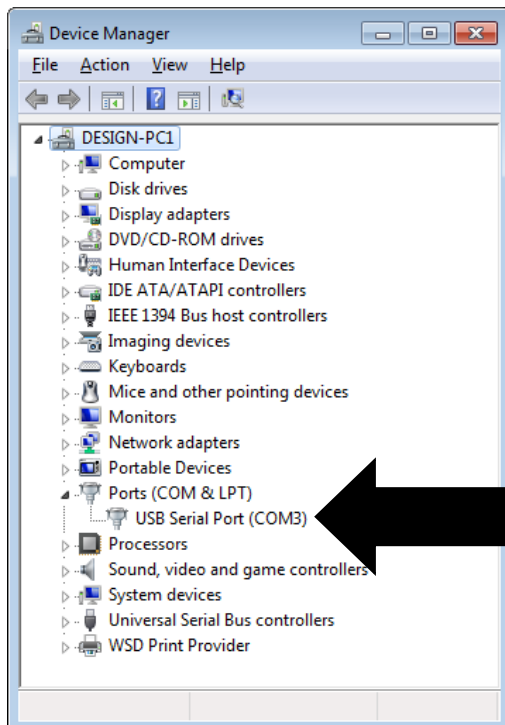 Device Manager
File Action View Help
DESIGN-PC1
Computer
Disk drives
Display adapters
DVD/CD-ROM drives
Human Interface Devices
IDE ATA/ATAPI controllers
IEEE 1394 Bus host controllers
Imaging devices
Keyboards
Mice and other pointing devices
Monitors
Network adapters
Portable Devices
Ports (COM & LPT)
USB Serial Port (COM3)
Processors
Sound, video and game controllers
System devices
Universal Serial Bus controllers
WSD Print Provider